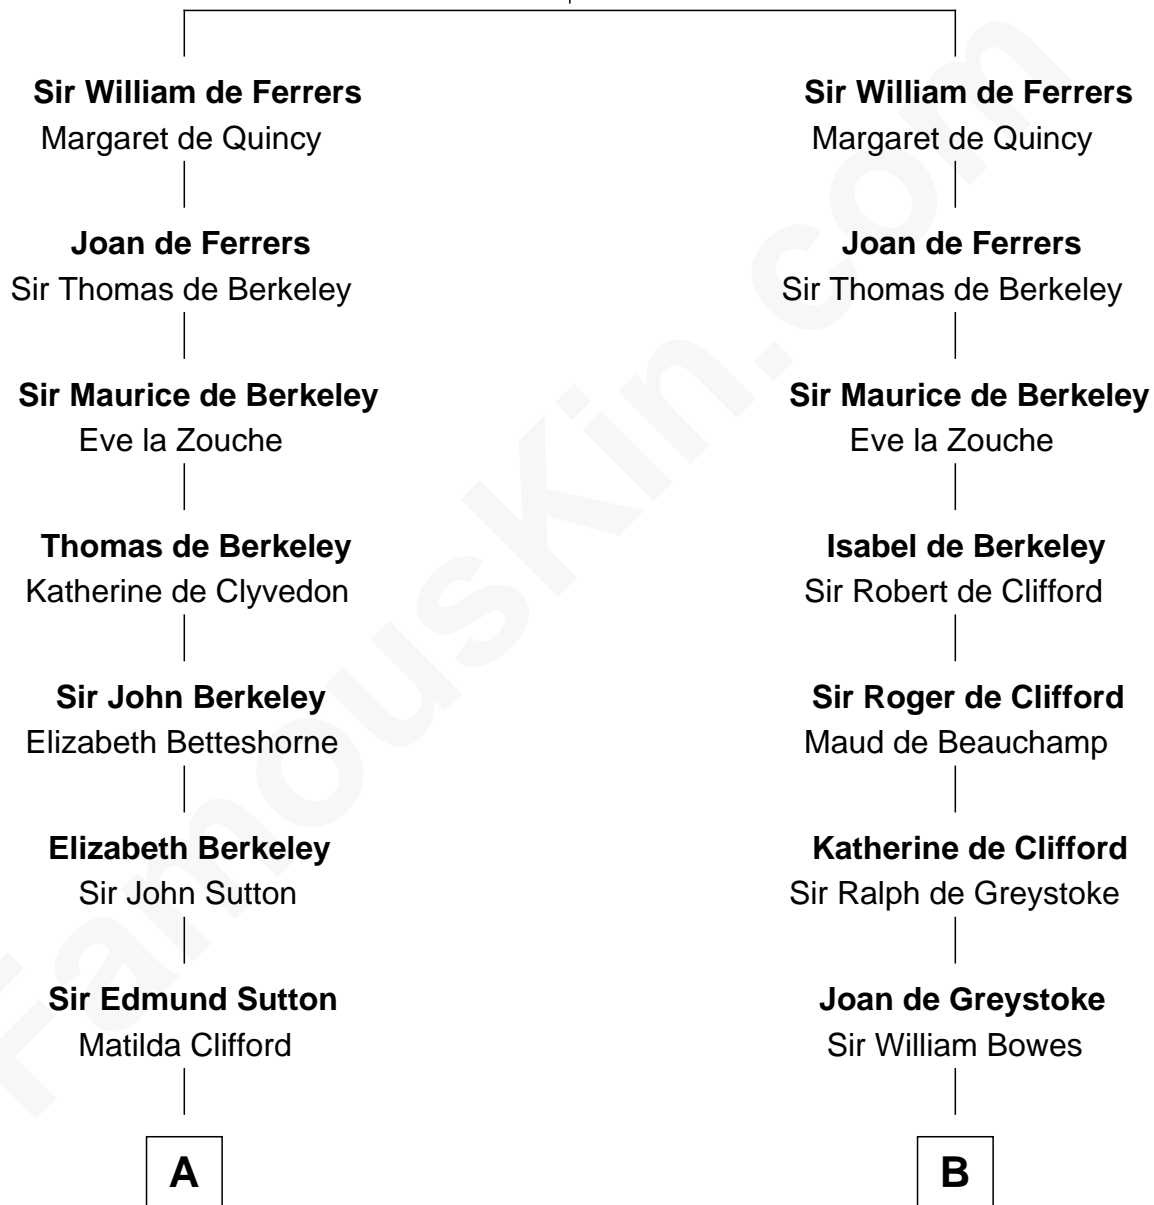 Sir William de Ferrers
Margaret de Quincy
Joan de Ferrers
Sir Thomas de Berkeley
Sir Maurice de Berkeley
Eve la Zouche
Thomas de Berkeley
Katherine de Clyvedon
Sir John Berkeley
Elizabeth Betteshorne
Elizabeth Berkeley
Sir John Sutton
Sir Edmund Sutton
Matilda Clifford
A
Sir William de Ferrers
Margaret de Quincy
Joan de Ferrers
Sir Thomas de Berkeley
Sir Maurice de Berkeley
Eve la Zouche
Isabel de Berkeley
Sir Robert de Clifford
Sir Roger de Clifford
Maud de Beauchamp
Katherine de Clifford
Sir Ralph de Greystoke
Joan de Greystoke
Sir William Bowes
B
FamousKin.com